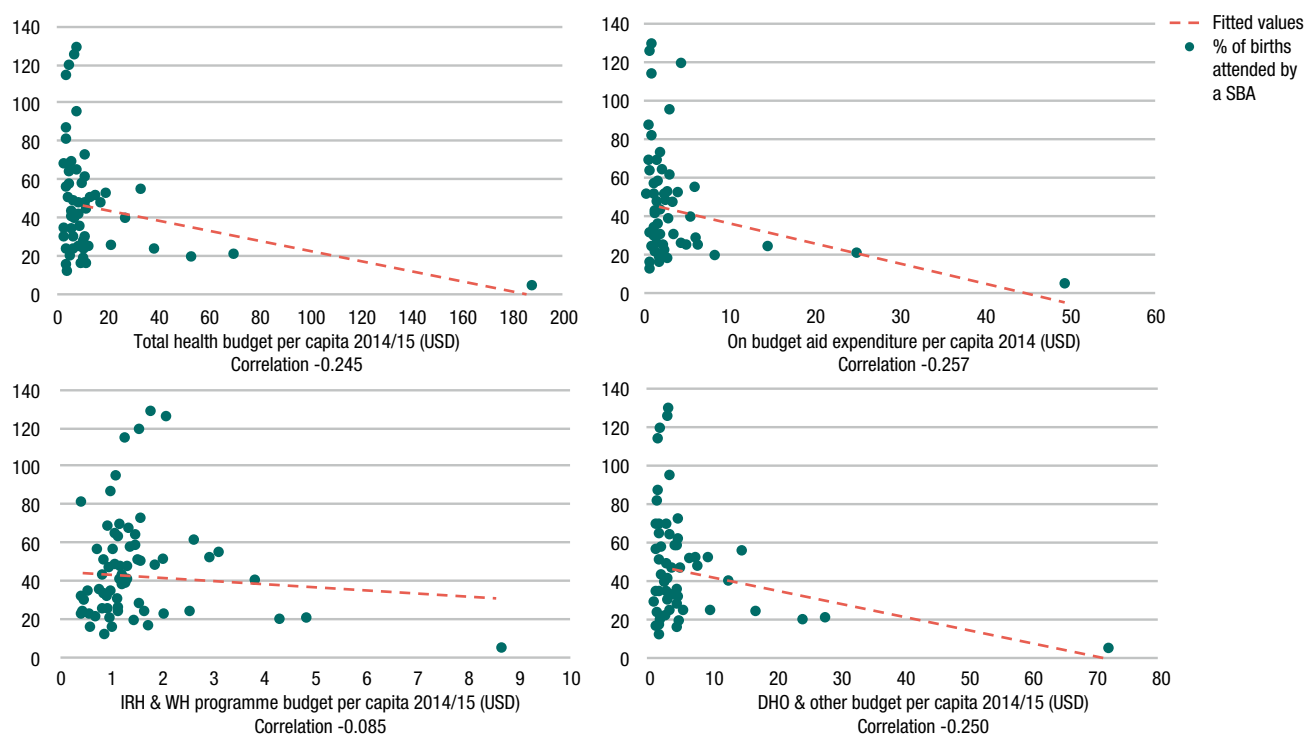 140
120
100
80
60
40
20
0
0 20 40 60 80 100 120 140 160 180 200
Total health budget per capita 2014/15 (USD)
Correlation -0.245
140
120
100
80
60
40
20
0
0 10 20 30 40 50 60
On budget aid expenditure per capita 2014 (USD)
Correlation -0.257
Fitted values
% of births
attended by
a SBA
140
120
100
80
60
40
20
0
0 1 2 3 4 5 6 7 8 9 10
IRH & WH programme budget per capita 2014/15 (USD)
Correlation -0.085
140
120
100
80
60
40
20
0
0 10 20 30 40 50 60 70 80
DHO & other budget per capita 2014/15 (USD)
Correlation -0.250